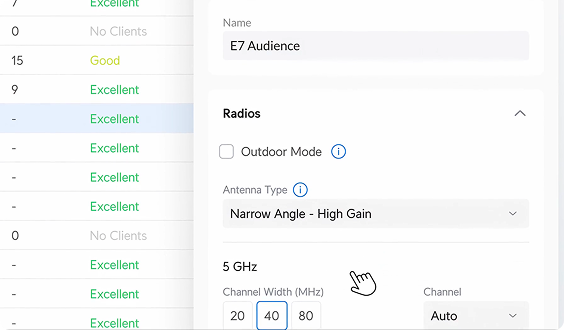 7 Excellent
0 No Clients
15 Good
9 Excellent
- Excellent
- Excellent
- Excellent
- Excellent
0 No Clients
- Excellent
- Excellent
- Excellent
Name
E7 Audience
Radios
Outdoor Mode
Antenna Type
Narrow Angle - High Gain
5 GHz
Channel Width (MHz) Channel
20 40 80 Auto